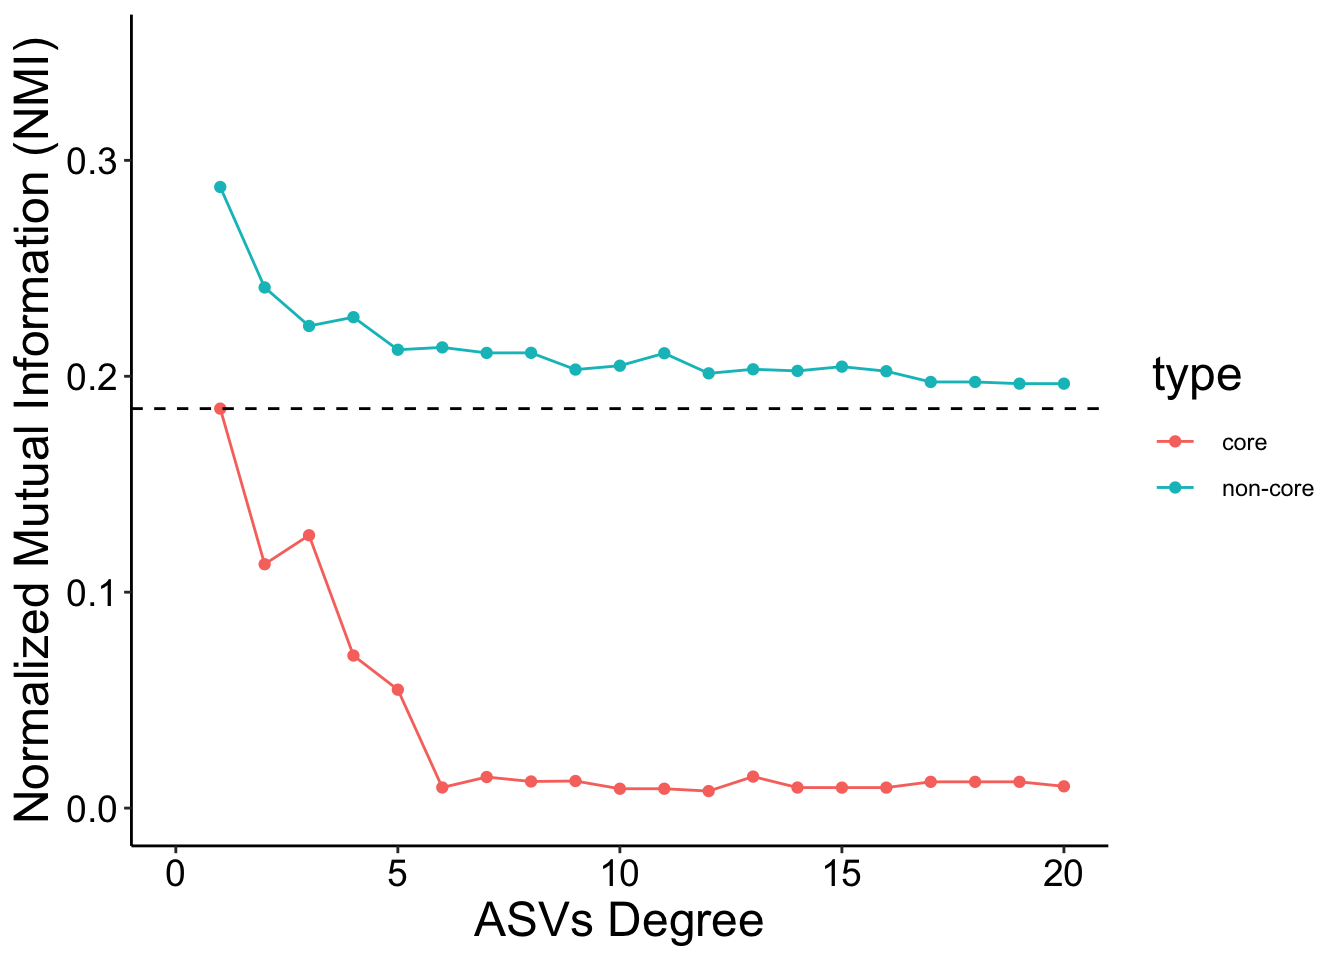 Normalized Mutual Information (NMI)
0.3
0.2
0.1
0.0
0 5 10 15 20
ASVs Degree
type
core
non-core